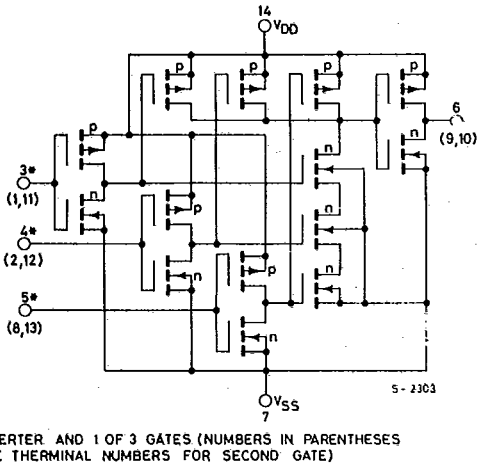 14
VDD
p
p
p
p
p
6
(9,10)
n
n
3*
(1,11)
n
p
4*
(2,12)
n
n
p
n
5*
(8,13)
n
S-2303
VSS
7
ERTER AND 1 OF 3 GATES (NUMBERS IN PARENTHESES
THERMINAL NUMBERS FOR SECOND GATE)